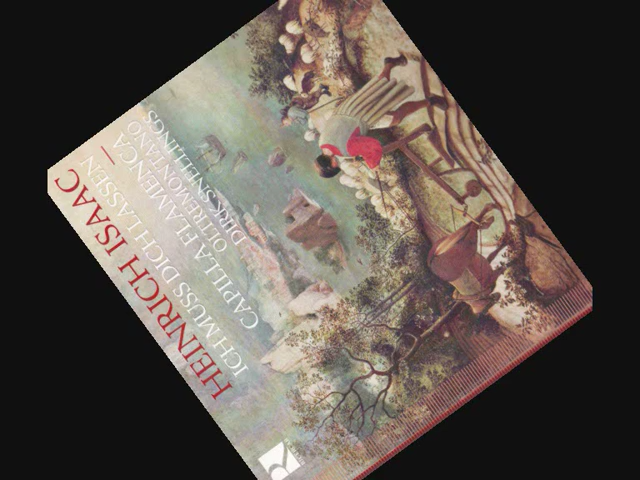 HEINRICH ISAAC
ICH MUSS DICH LASSEN
CAPILLA FLAMENCA
OLTREMONTANO
DIRK SNELLINGS
R